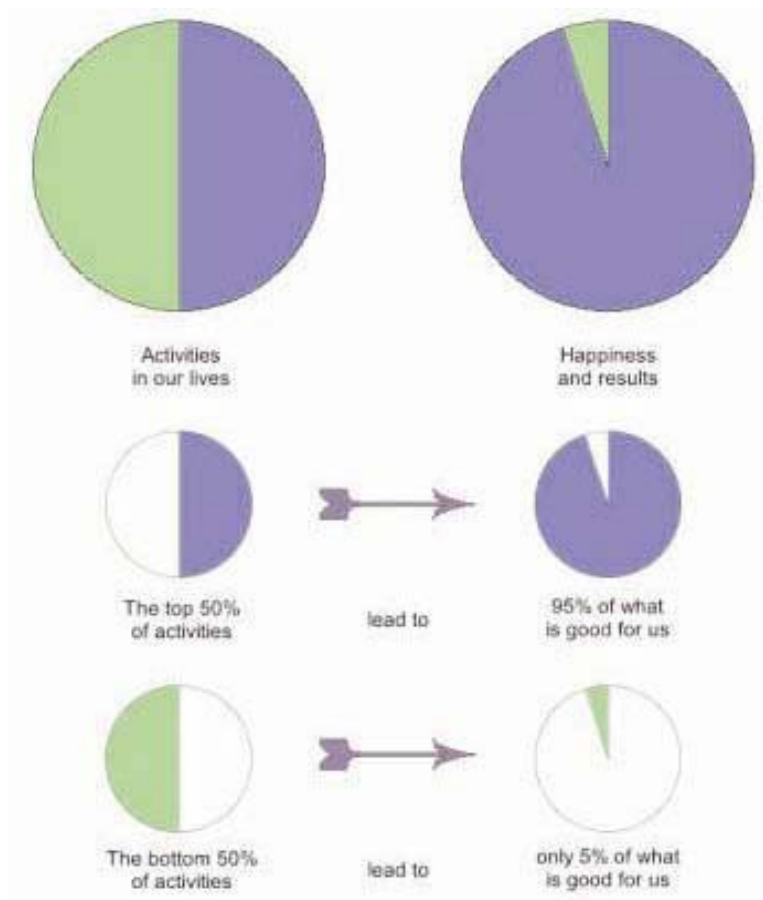 Activities
in our lives
Happiness
and results
The top 50%
of activities
lead to
95% of what
is good for us
The bottom 50%
of activities
lead to
only 5% of what
is good for us